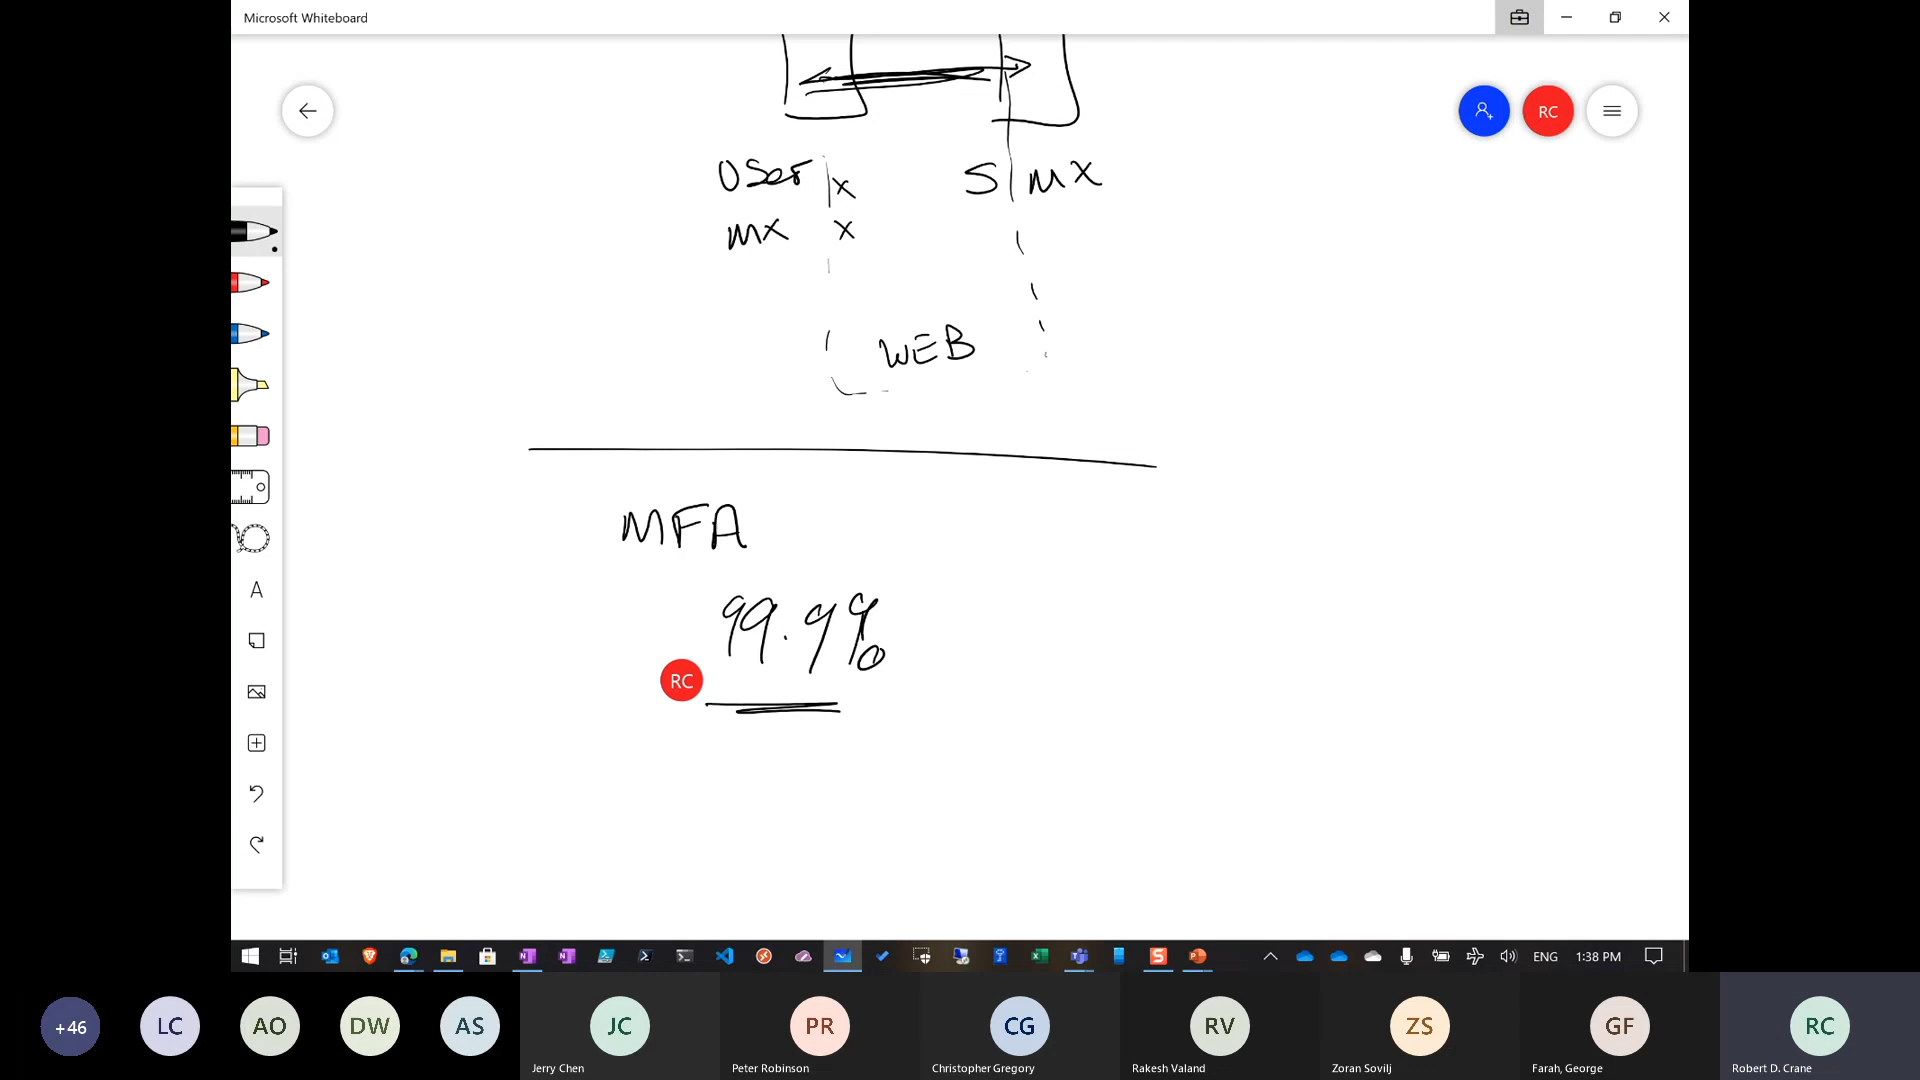 Microsoft Whiteboard
RC
User x S mx
mx x
WEB
MFA
99.9%
RC
A
ENG 1:38 PM
+46 LC AO DW AS JC PR CG RV ZS GF RC
Jerry Chen Peter Robinson Christopher Gregory Rakesh Valand Zoran Sovilj Farah, George Robert D. Crane